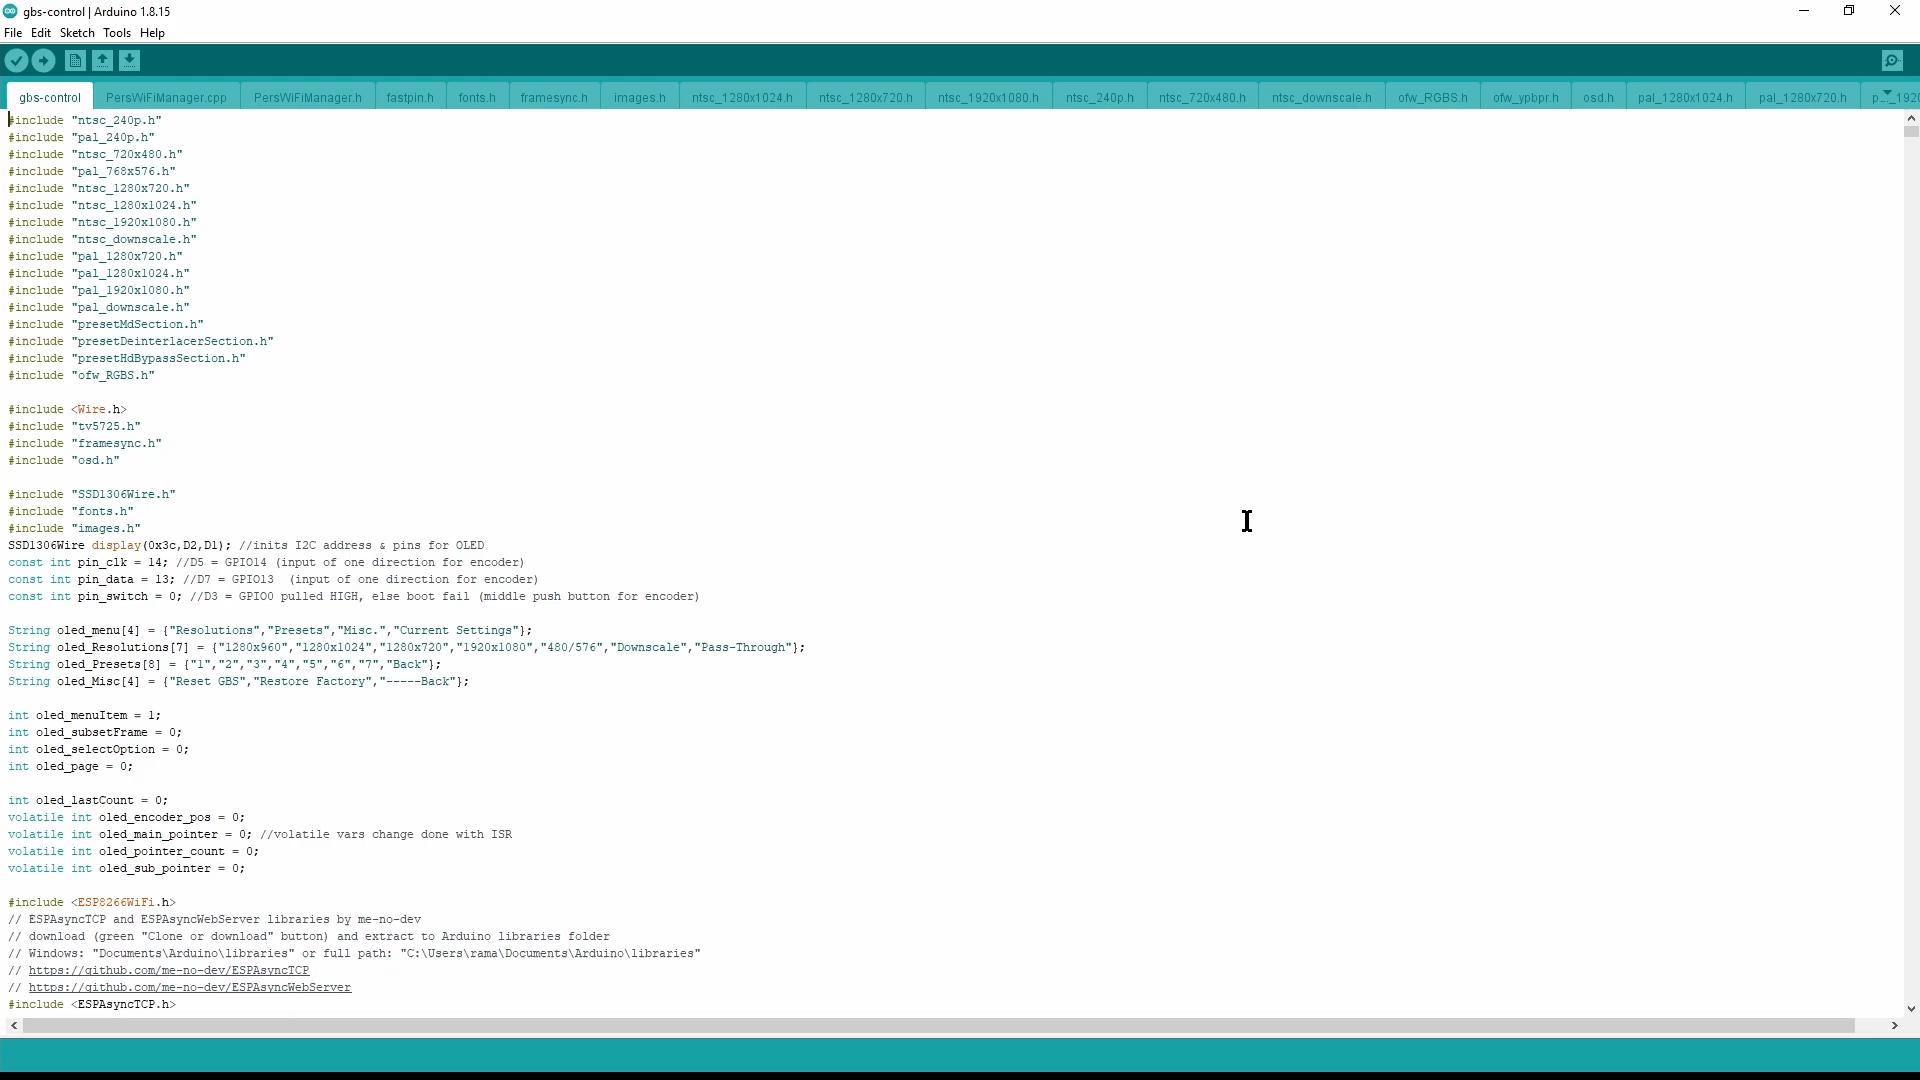 gbs-control | Arduino 1.8.15
File Edit Sketch Tools Help
gbs-control PersWiFiManager.cpp PersWiFiManager.h fastpin.h fonts.h framesync.h images.h ntsc_1280x1024.h ntsc_1280x720.h ntsc_1920x1080.h ntsc_240p.h ntsc_720x480.h ntsc_downscale.h ofw_RGBS.h ofw_ypbpr.h osd.h pal_1280x1024.h pal_1280x720.h
#include "ntsc_240p.h"
#include "pal_240p.h"
#include "ntsc_720x480.h"
#include "pal_768x576.h"
#include "ntsc_1280x720.h"
#include "ntsc_1280x1024.h"
#include "ntsc_1920x1080.h"
#include "ntsc_downscale.h"
#include "pal_1280x720.h"
#include "pal_1280x1024.h"
#include "pal_1920x1080.h"
#include "pal_downscale.h"
#include "presetMdSection.h"
#include "presetDeinterlacerSection.h"
#include "presetHdBypassSection.h"
#include "ofw_RGBS.h"
#include <Wire.h>
#include "tv5725.h"
#include "framesync.h"
#include "osd.h"
#include "SSD1306Wire.h"
#include "fonts.h"
#include "images.h"
SSD1306Wire display(0x3c,D2,D1); //inits I2C address & pins for OLED
const int pin_clk = 14; //D5 = GPIO14 (input of one direction for encoder)
const int pin_data = 13; //D7 = GPIO13  (input of one direction for encoder)
const int pin_switch = 0; //D3 = GPIO0 pulled HIGH, else boot fail (middle push button for encoder)
String oled_menu[4] = {"Resolutions","Presets","Misc.","Current Settings"};
String oled_Resolutions[7] = {"1280x960","1280x1024","1280x720","1920x1080","480/576","Downscale","Pass-Through"};
String oled_Presets[8] = {"1","2","3","4","5","6","7","Back"};
String oled_Misc[4] = {"Reset GBS","Restore Factory","-----Back"};
int oled_menuItem = 1;
int oled_subsetFrame = 0;
int oled_selectOption = 0;
int oled_page = 0;
int oled_lastCount = 0;
volatile int oled_encoder_pos = 0;
volatile int oled_main_pointer = 0; //volatile vars change done with ISR
volatile int oled_pointer_count = 0;
volatile int oled_sub_pointer = 0;
#include <ESP8266WiFi.h>
// ESPAsyncTCP and ESPAsyncWebServer libraries by me-no-dev
// download (green "Clone or download" button) and extract to Arduino libraries folder
// Windows: "Documents\Arduino\libraries" or full path: "C:\Users\rama\Documents\Arduino\libraries"
// https://github.com/me-no-dev/ESPAsyncTCP
// https://github.com/me-no-dev/ESPAsyncWebServer
#include <ESPAsyncTCP.h>